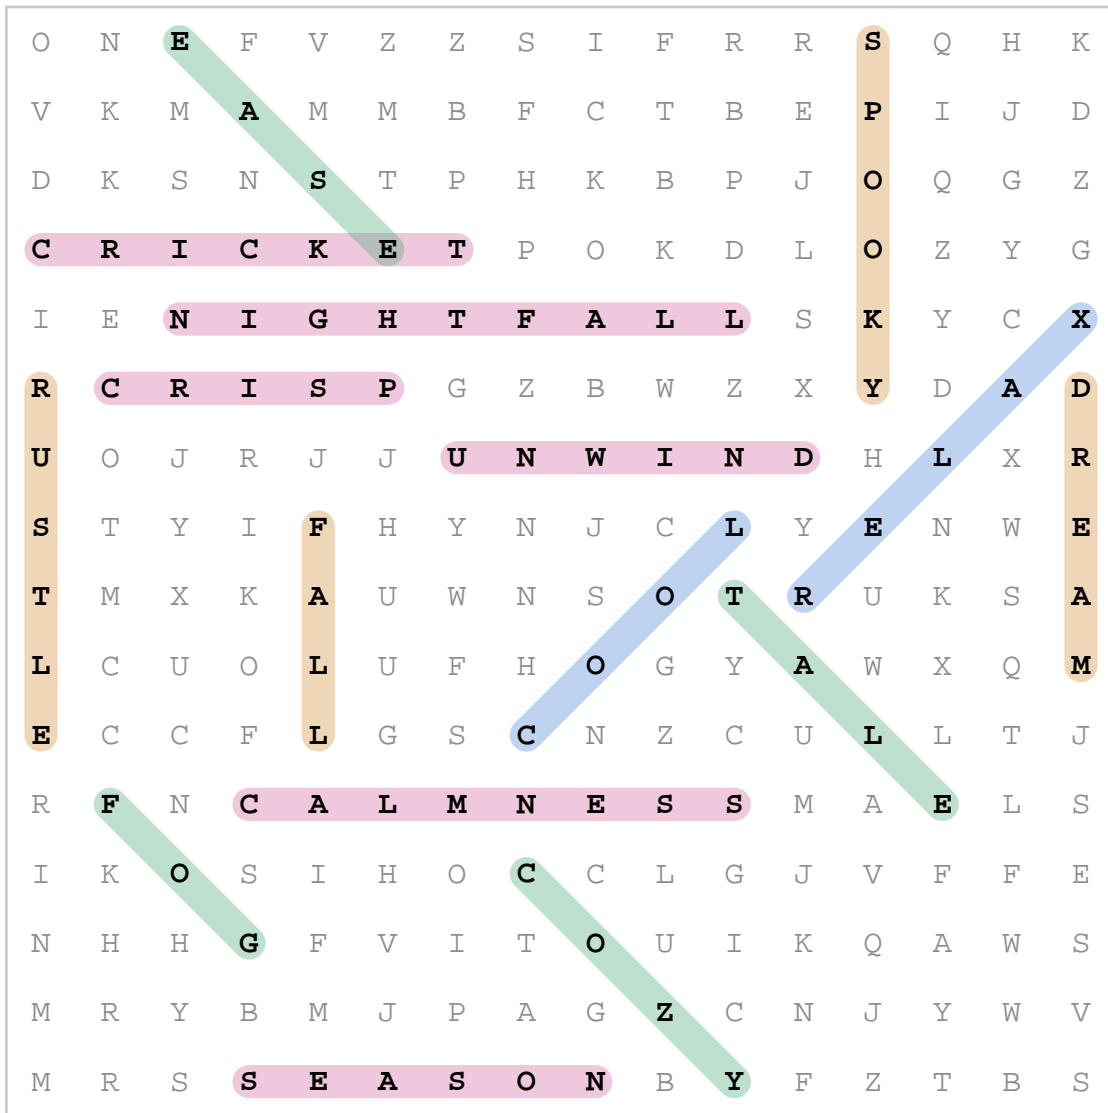 O N E F V Z Z S I F R R S Q H K
V K M A M M B F C T B E P I J D
D K S N S T P H K B P J O Q G Z
C R I C K E T P O K D L O Z Y G
I E N I G H T F A L L S K Y C X
R C R I S P G Z B W Z X Y D A D
U O J R J J U N W I N D H L X R
S T Y I F H Y N J C L Y E N W E
T M X K A U W N S O T R U K S A
L C U O L U F H O G Y A W X Q M
E C C F L G S C N Z C U L L T J
R F N C A L M N E S S M A E L S
I K O S I H O C C L G J V F F E
N H H G F V I T O U I K Q A W S
M R Y B M J P A G Z C N J Y W V
M R S S E A S O N B Y F Z T B S